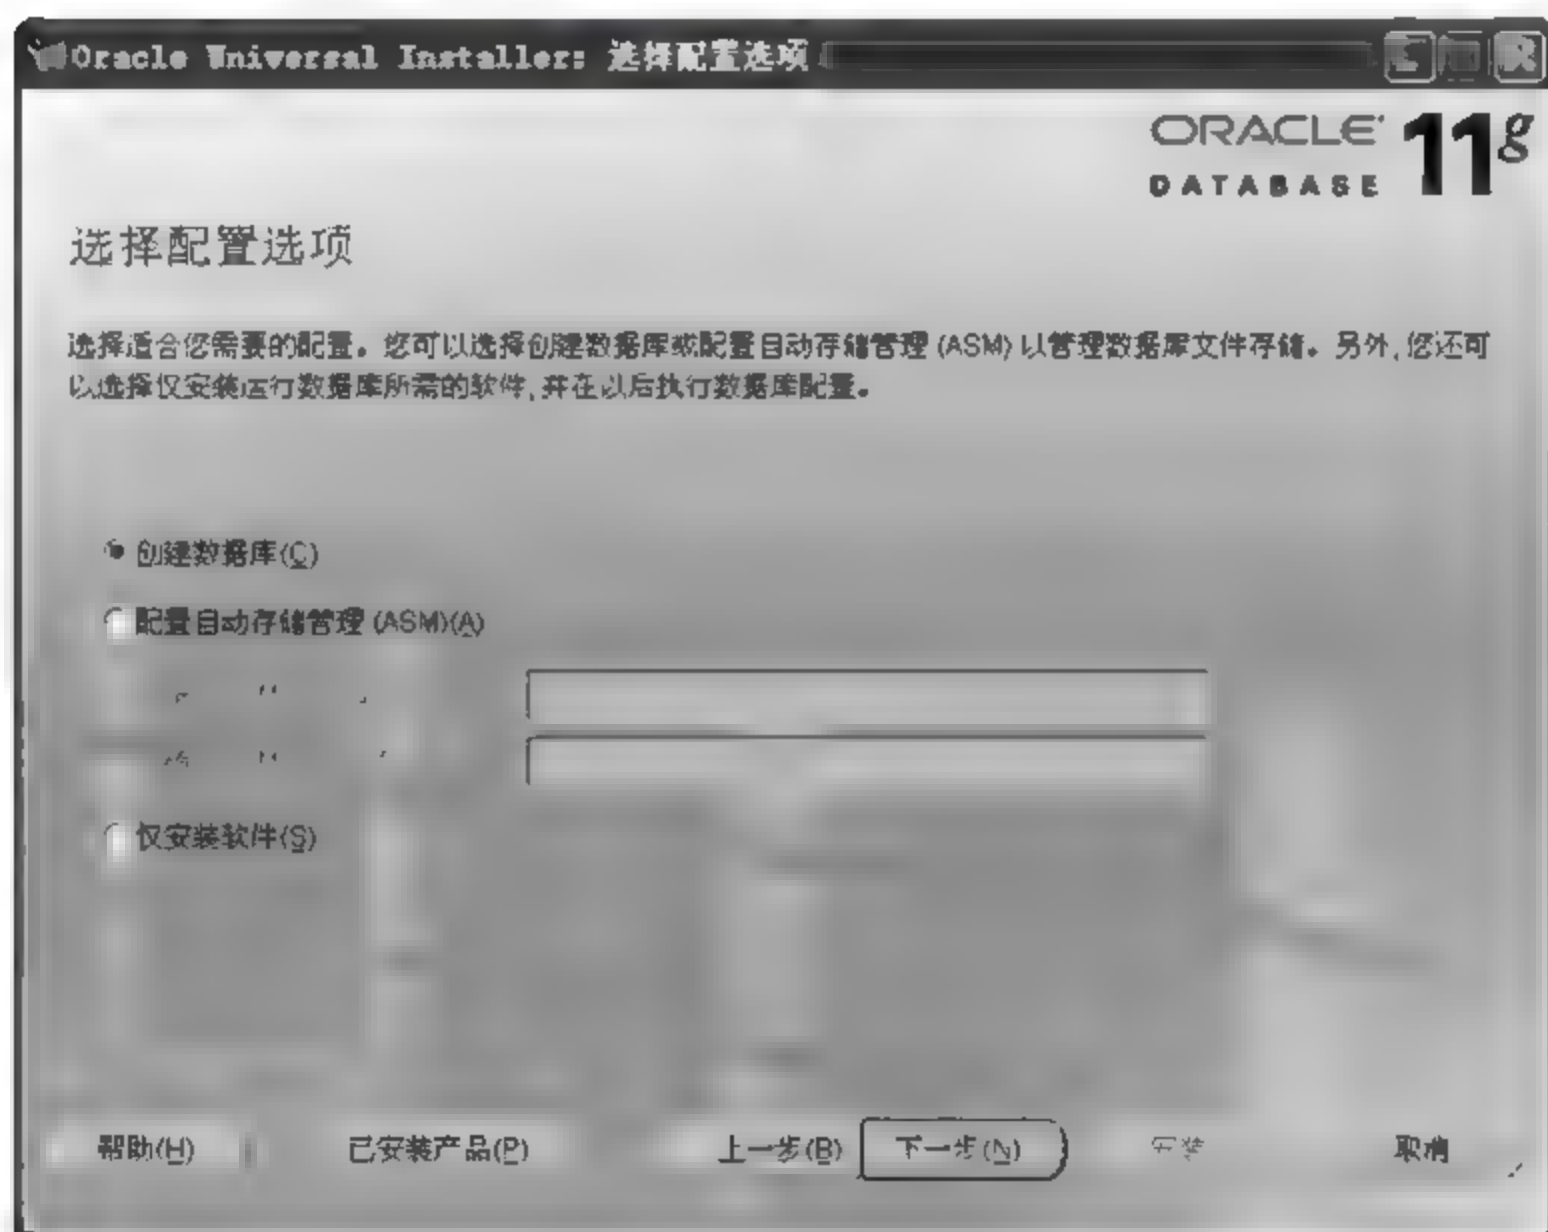 Oracle Universal Installer: 选择配置选项
ORACLE 11g
DATABASE
选择配置选项
选择适合您需要的配置。您可以选择创建数据库或配置自动存储管理 (ASM) 以管理数据库文件存储。另外, 您还可
以选择仅安装运行数据库所需的软件, 并在以后执行数据库配置。
创建数据库(C)
配置自动存储管理 (ASM)(A)
仅安装软件(S)
帮助(H) 已安装产品(P) 上一步(B) 下一步(N) 安装 取消